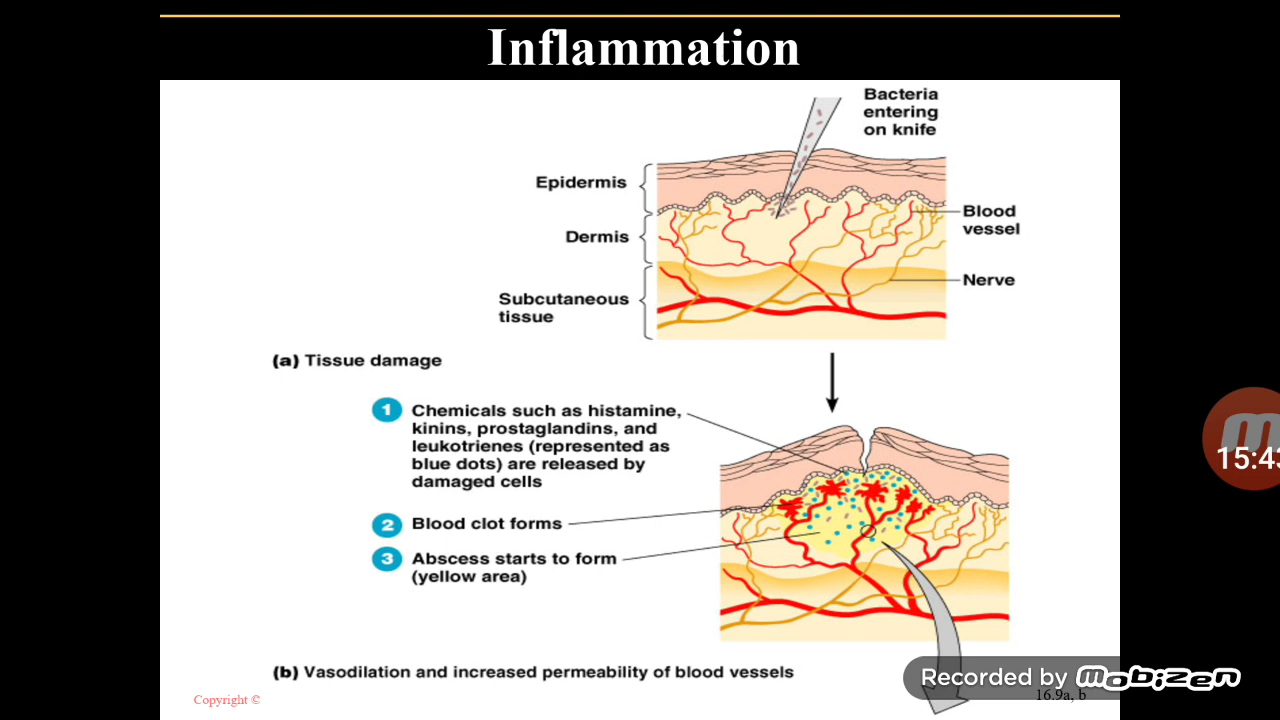 Inflammation
Bacteria
entering
on knife
Epidermis
Dermis
Subcutaneous
tissue
Blood
vessel
Nerve
(a) Tissue damage
1 Chemicals such as histamine,
kinins, prostaglandins, and
leukotrienes (represented as
blue dots) are released by
damaged cells
2 Blood clot forms
3 Abscess starts to form
(yellow area)
(b) Vasodilation and increased permeability of blood vessels
Copyright ©
16.9a, b
Recorded by mobizen
15:43